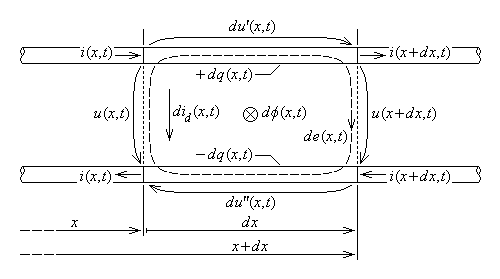 du'(x,t)
i(x,t) i(x+dx,t)
+dq(x,t)
u(x,t) di_d(x,t) dϕ(x,t) u(x+dx,t)
de(x,t)
−dq(x,t)
i(x,t) i(x+dx,t)
du"(x,t)
x dx
x+dx